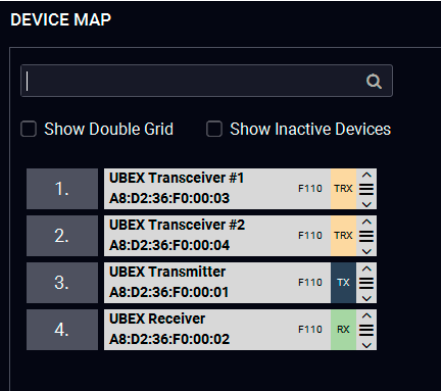 DEVICE MAP
Show Double Grid Show Inactive Devices
1. UBEX Transceiver #1 F110 TRX
A8:D2:36:F0:00:03
2. UBEX Transceiver #2 F110 TRX
A8:D2:36:F0:00:04
3. UBEX Transmitter F110 TX
A8:D2:36:F0:00:01
4. UBEX Receiver F110 RX
A8:D2:36:F0:00:02